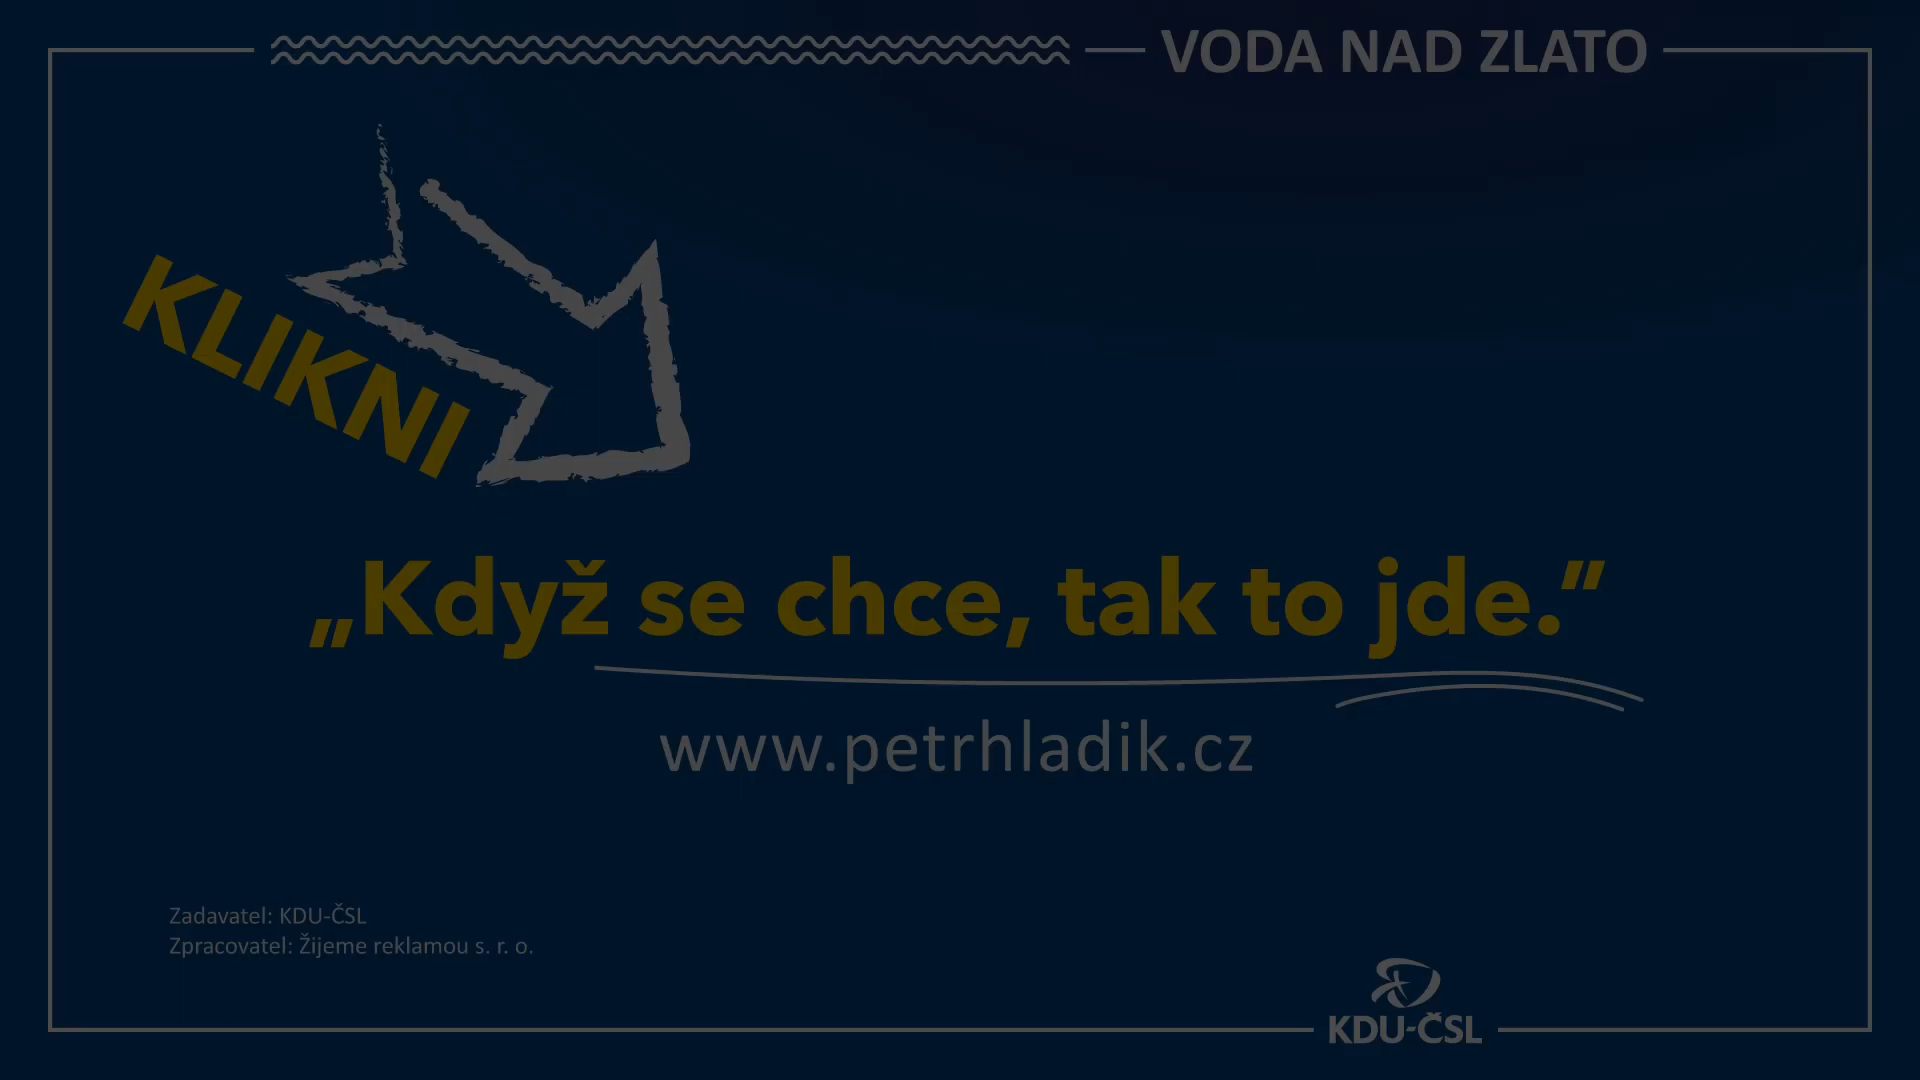 VODA NAD ZLATO
KLIKNI
„Když se chce, tak to jde.”
www.petrhladik.cz
Zadavatel: KDU-ČSL
Zpracovatel: Žijeme reklamou s. r. o.
KDU-ČSL